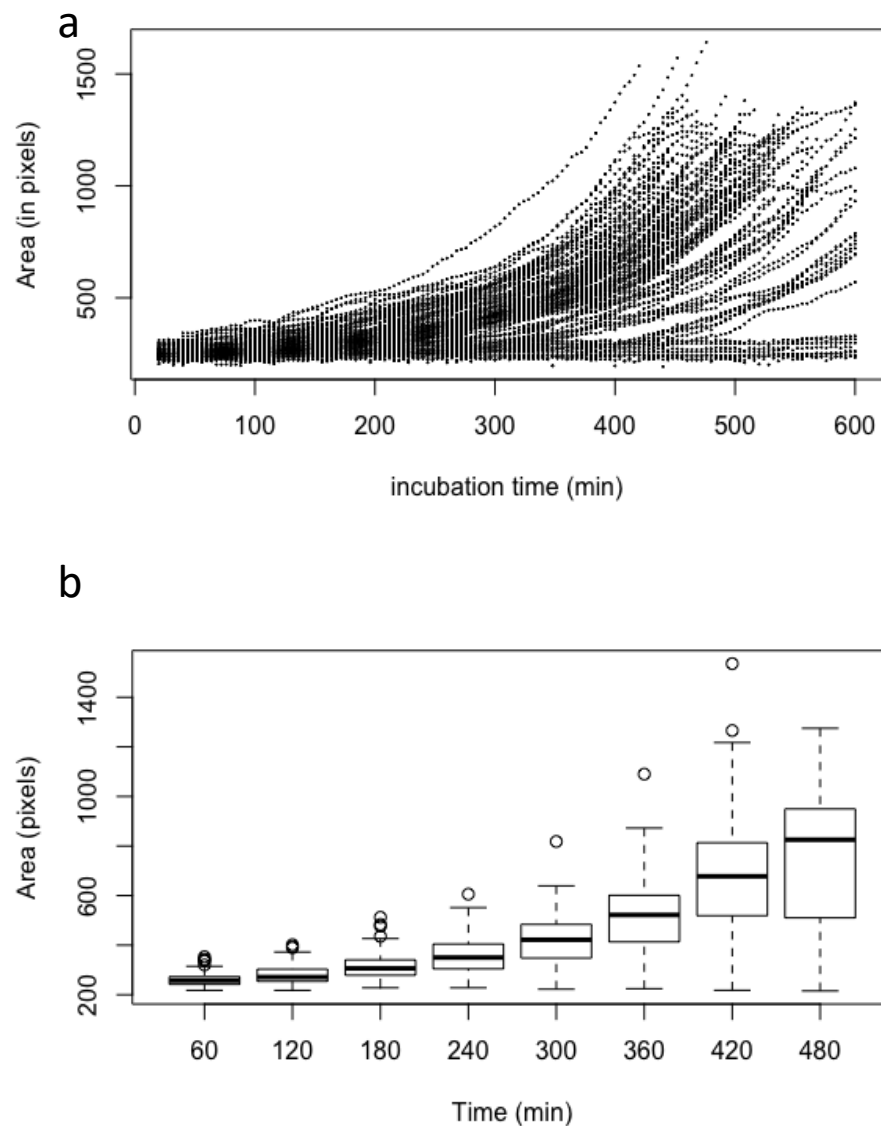 a
Area (in pixels)
1500
1000
500
0 100 200 300 400 500 600
incubation time (min)
b
Area (pixels)
1400
1000
600
200
60 120 180 240 300 360 420 480
Time (min)